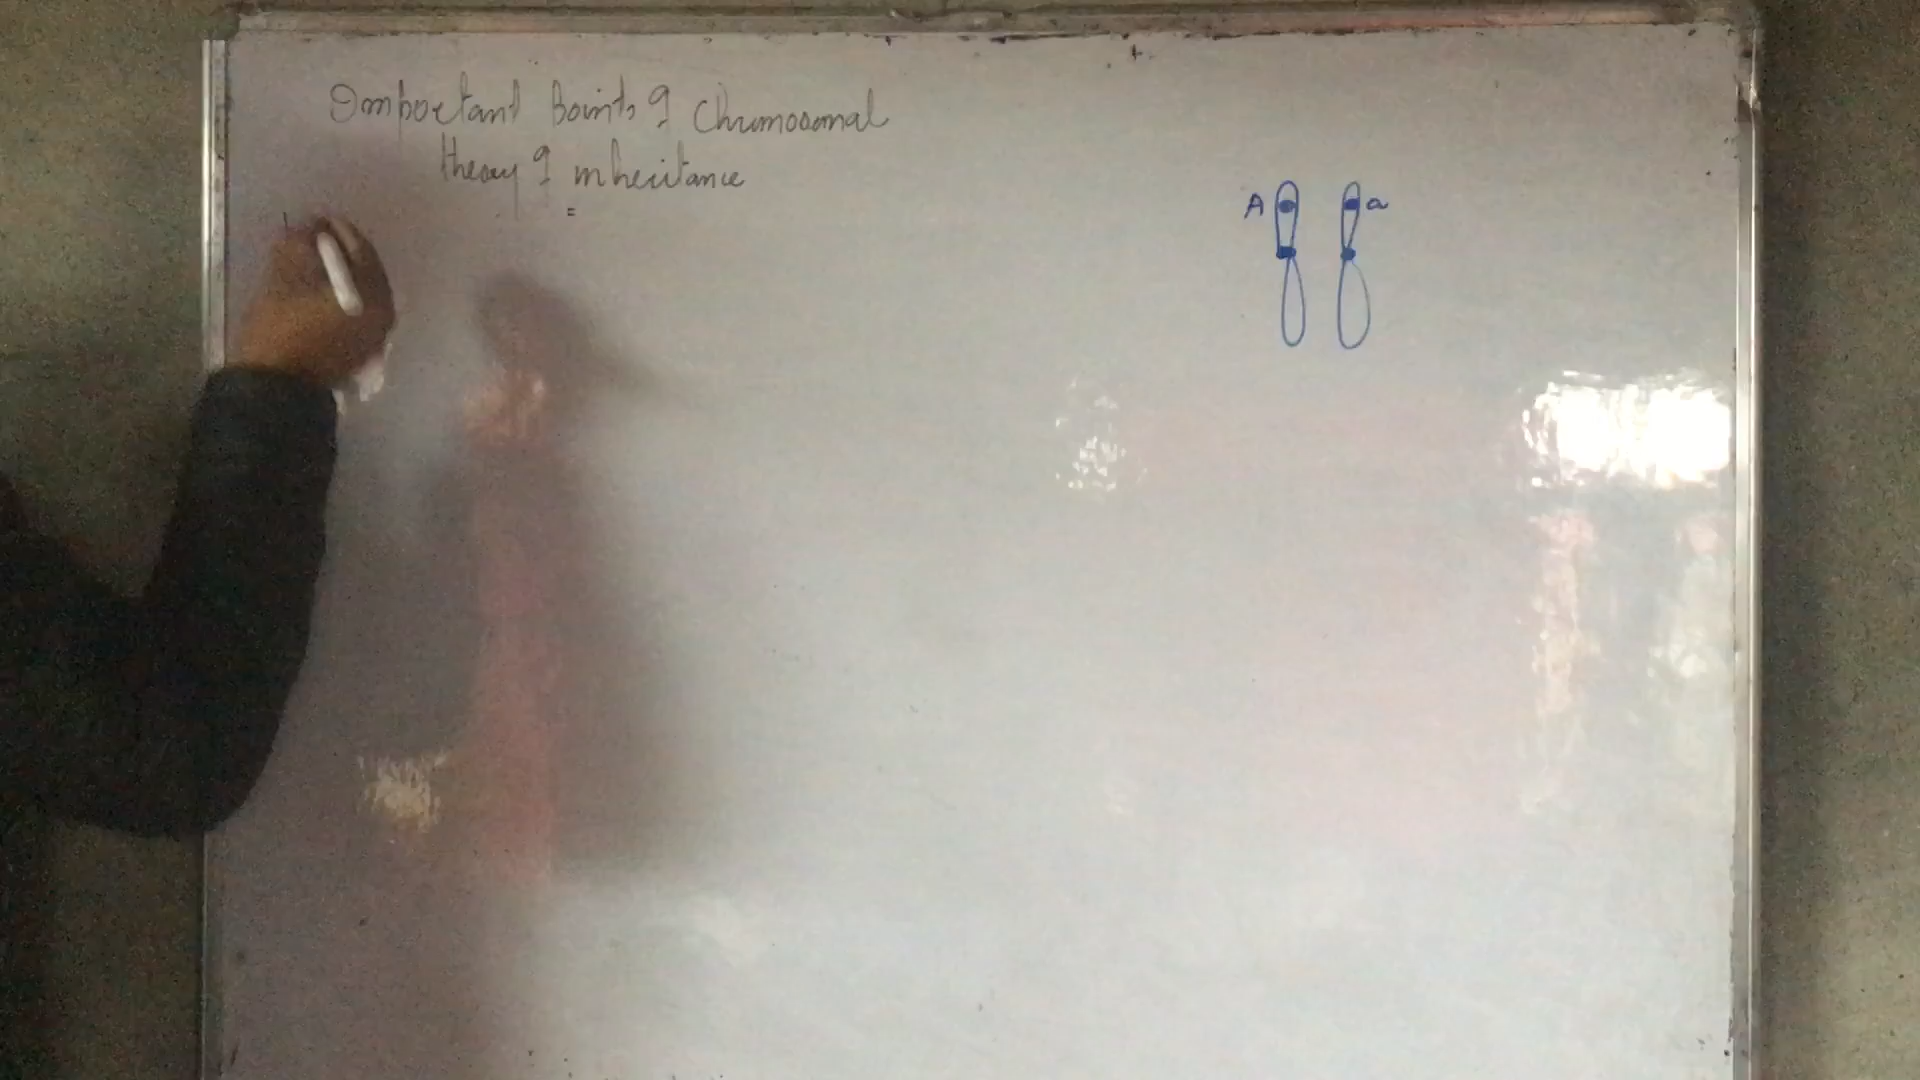 Important Points of Chromosomal
theory of inheritance
A a